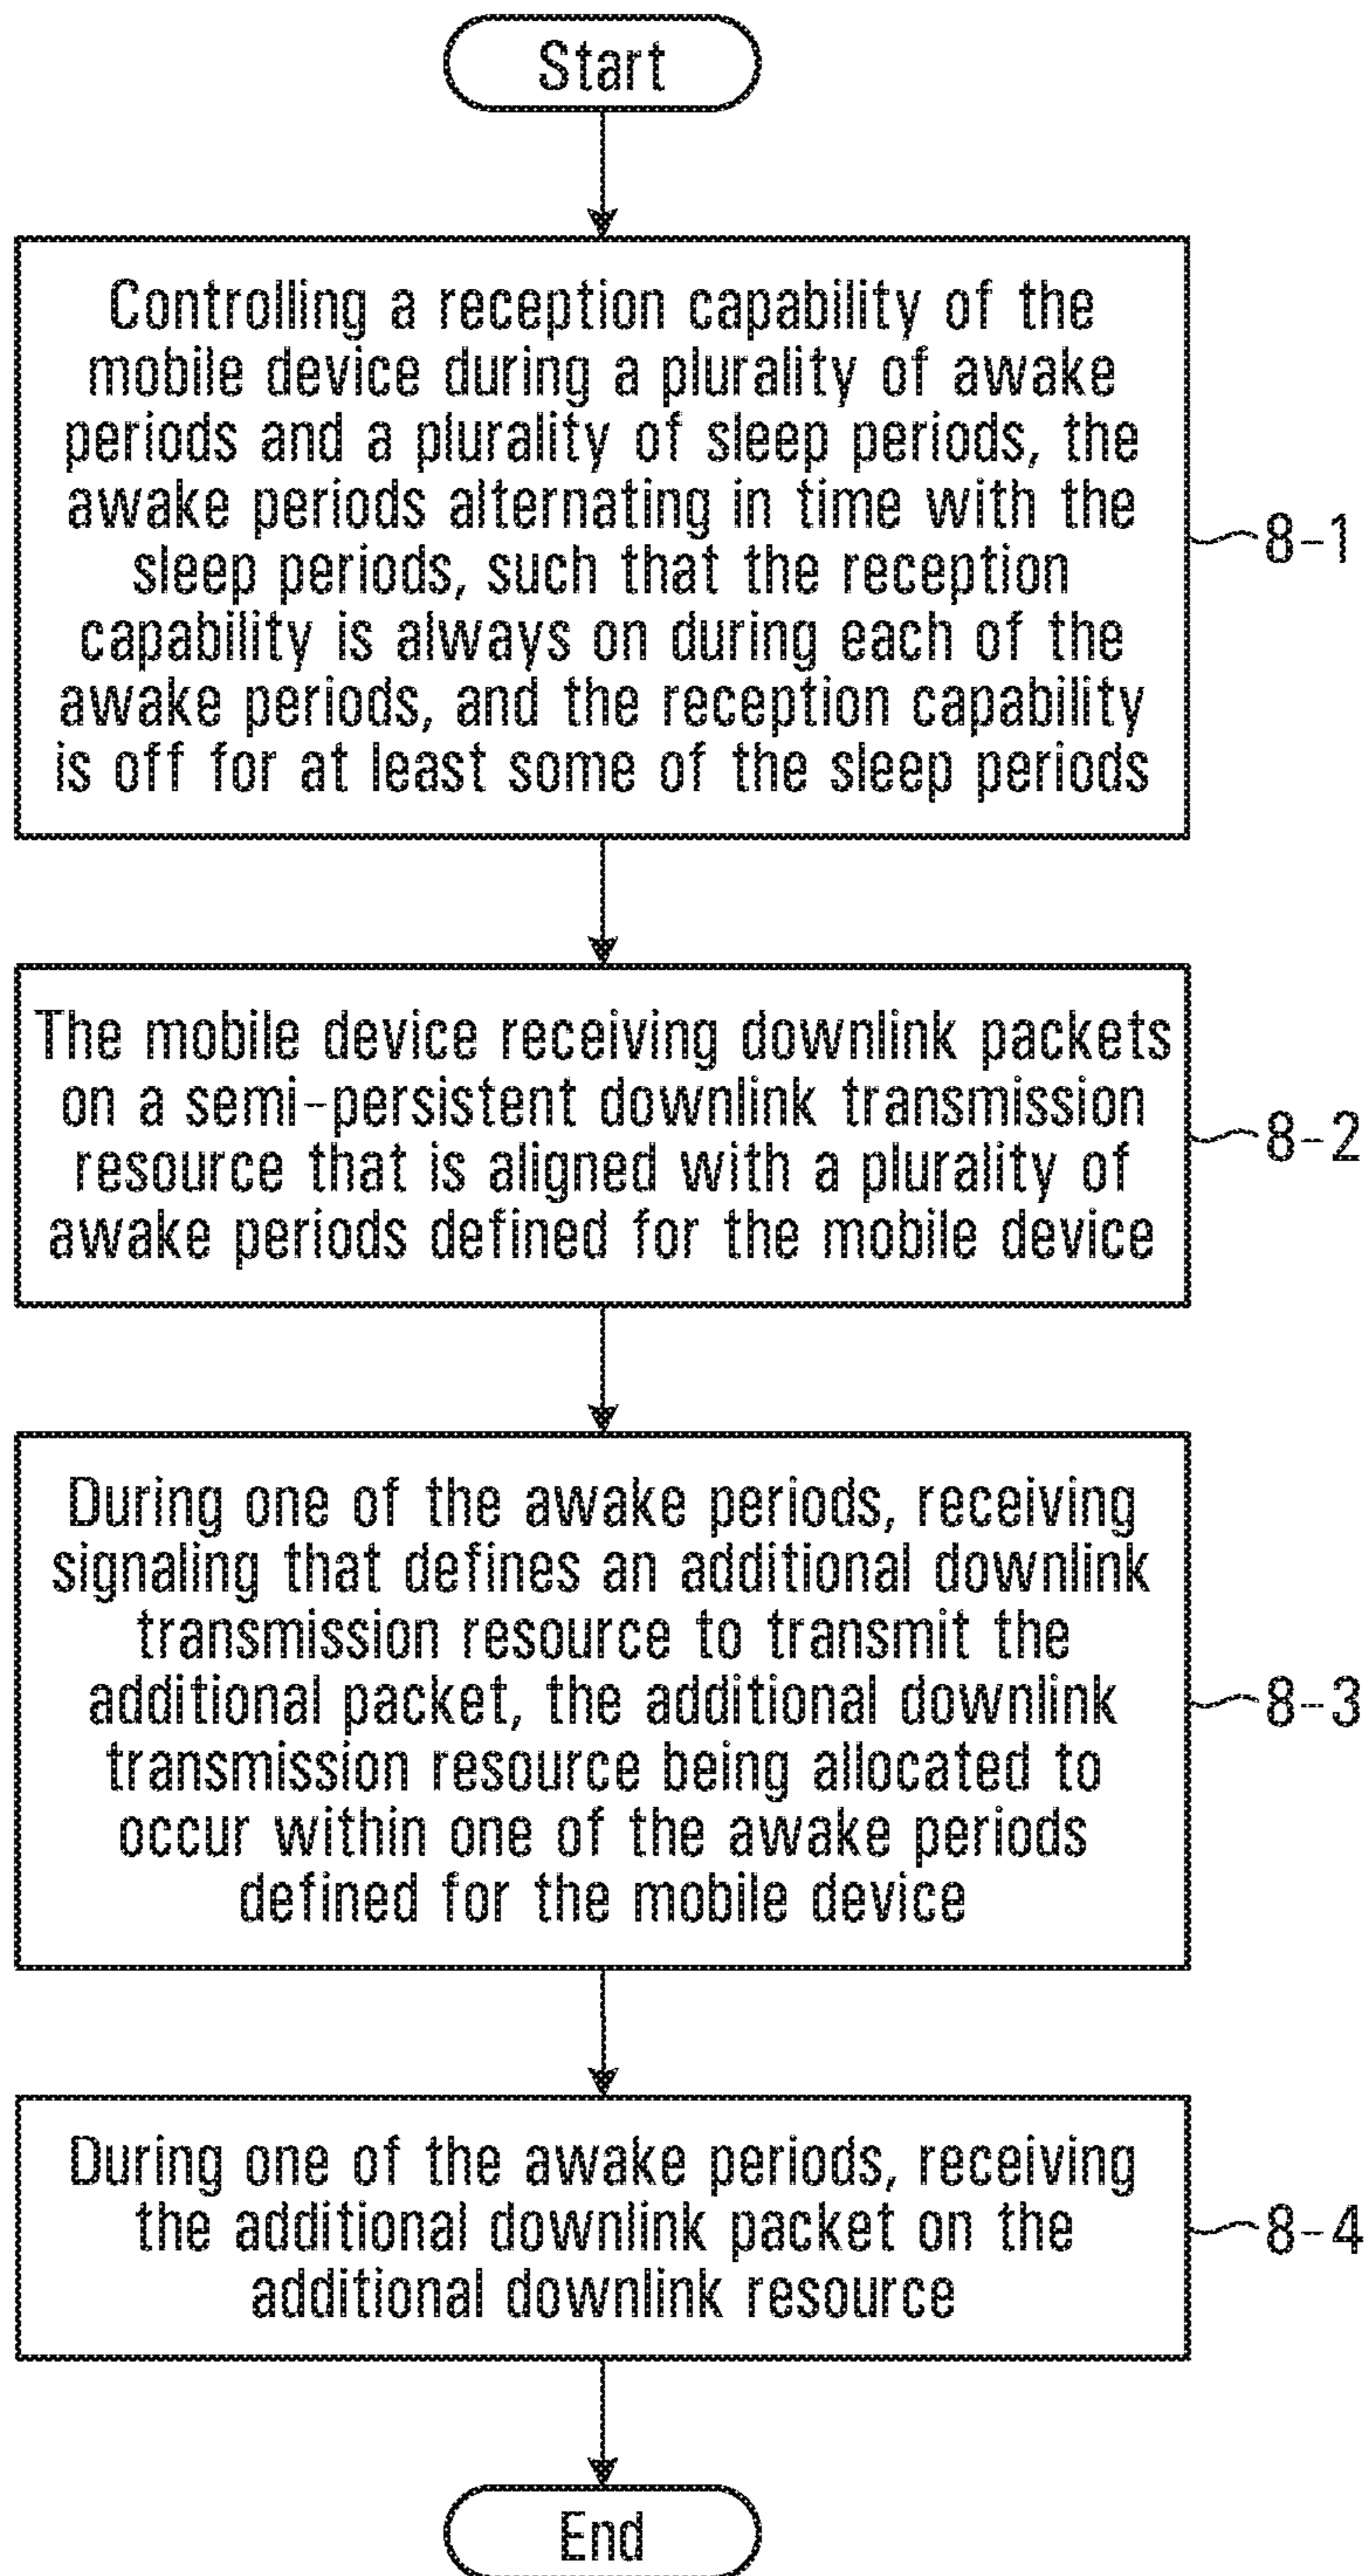 Start
Controlling a reception capability of the
mobile device during a plurality of awake
periods and a plurality of sleep periods, the
awake periods alternating in time with the
sleep periods, such that the reception
capability is always on during each of the
awake periods, and the reception capability
is off for at least some of the sleep periods
8-1
The mobile device receiving downlink packets
on a semi-persistent downlink transmission
resource that is aligned with a plurality of
awake periods defined for the mobile device
8-2
During one of the awake periods, receiving
signaling that defines an additional downlink
transmission resource to transmit the
additional packet, the additional downlink
transmission resource being allocated to
occur within one of the awake periods
defined for the mobile device
8-3
During one of the awake periods, receiving
the additional downlink packet on the
additional downlink resource
8-4
End